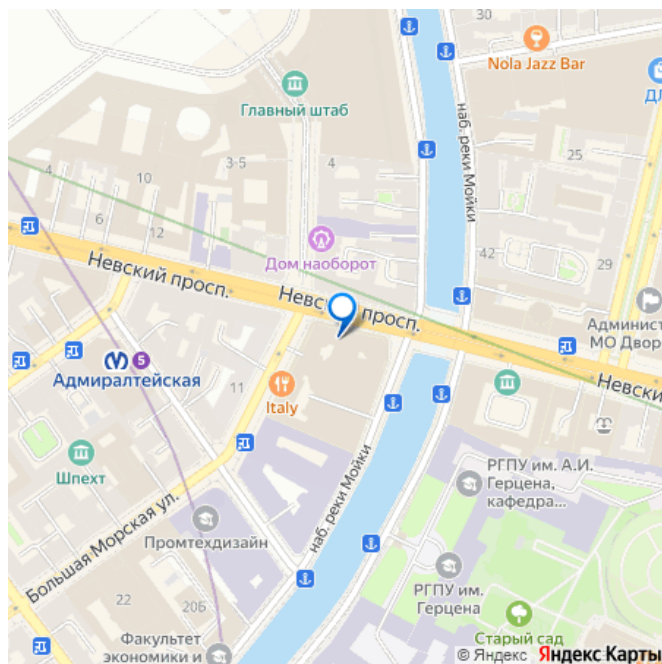 30
Nola Jazz Bar
Главный штаб
ДЛ
наб. реки Мойки
3-5
4
25
4
10
6
12
42
29
Дом наоборот
Невский просп.
Невский просп.
Админист
МО Двор
5
Адмиралтейская
11
Italy
Невски
Шпехт
РГПУ им. А.И.
Герцена,
кафедра...
наб. реки Мойки
Большая Морская ул.
Промтехдизайн
РГПУ им.
Герцена
22
20Б
Старый сад
Факультет
экономики и
© Яндекс Яндекс Карты